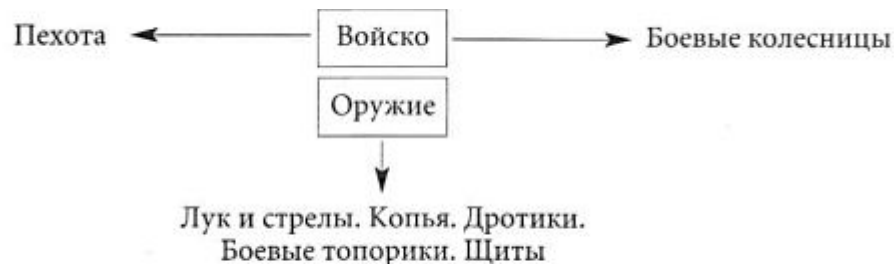 Пехота Войско Боевые колесницы
Оружие
Лук и стрелы. Копья. Дротики.
Боевые топорики. Щиты